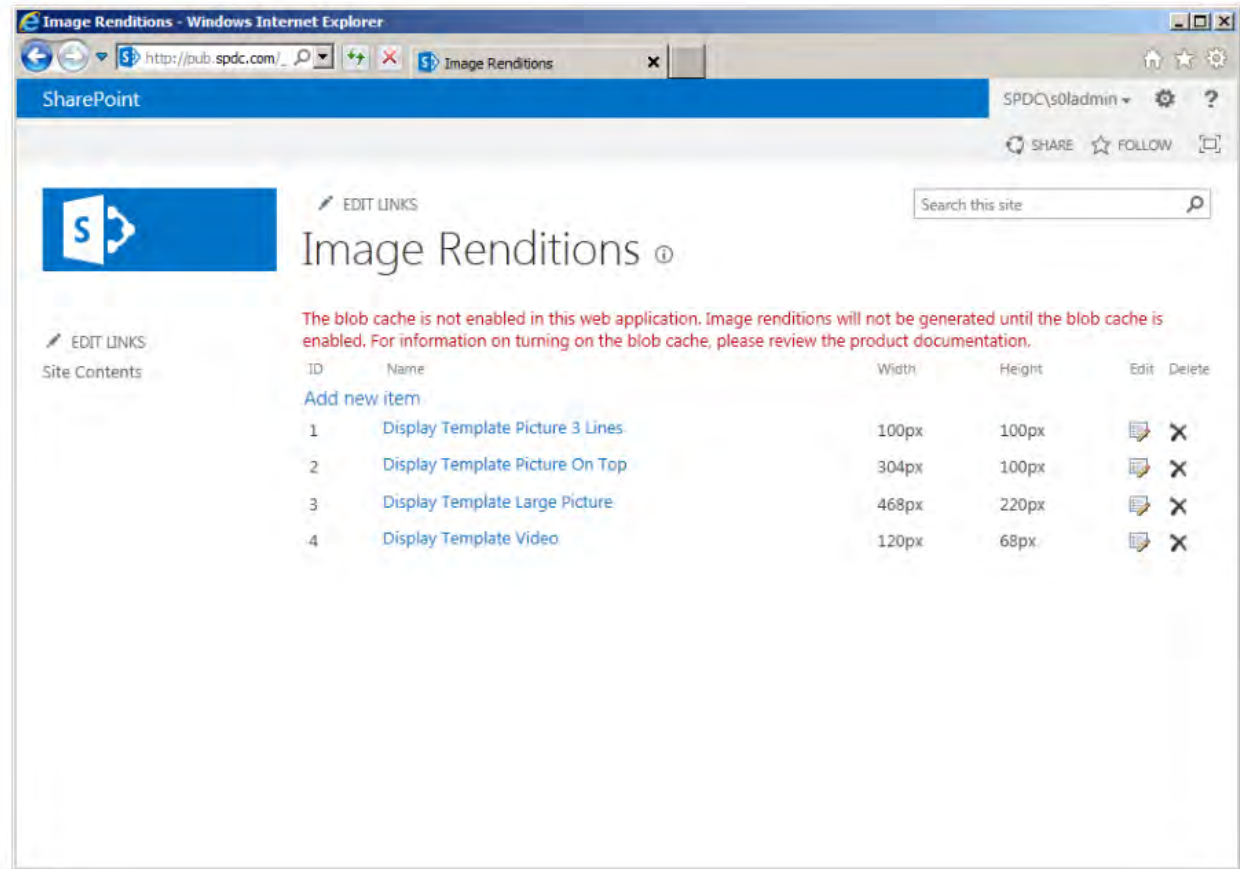 Image Renditions - Windows Internet Explorer
http://pub.spdc.com/_
Image Renditions
SharePoint
SPDC\s0ladmin
?
SHARE FOLLOW
S
EDIT LINKS
Search this site
Image Renditions
The blob cache is not enabled in this web application. Image renditions will not be generated until the blob cache is
enabled. For information on turning on the blob cache, please review the product documentation.
EDIT LINKS
Site Contents
ID Name Width Height Edit Delete
Add new item
1 Display Template Picture 3 Lines 100px 100px
2 Display Template Picture On Top 304px 100px
3 Display Template Large Picture 468px 220px
4 Display Template Video 120px 68px